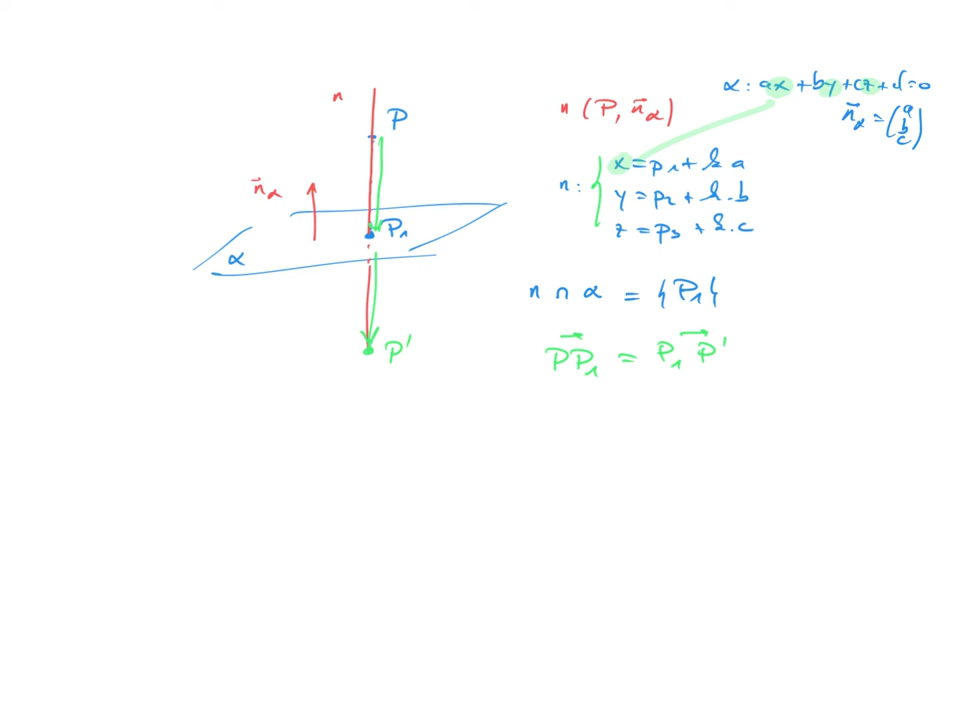 n
P
n⃗α
P₁
α
P'
α: ax + by + cz + d = 0
n⃗α = (a b c)
n (P, n⃗α)
n: { x = p₁ + k a
y = p₂ + k . b
z = p₃ + k . c
n ∩ α = {P₁}
PP₁⃗ = P₁P'⃗